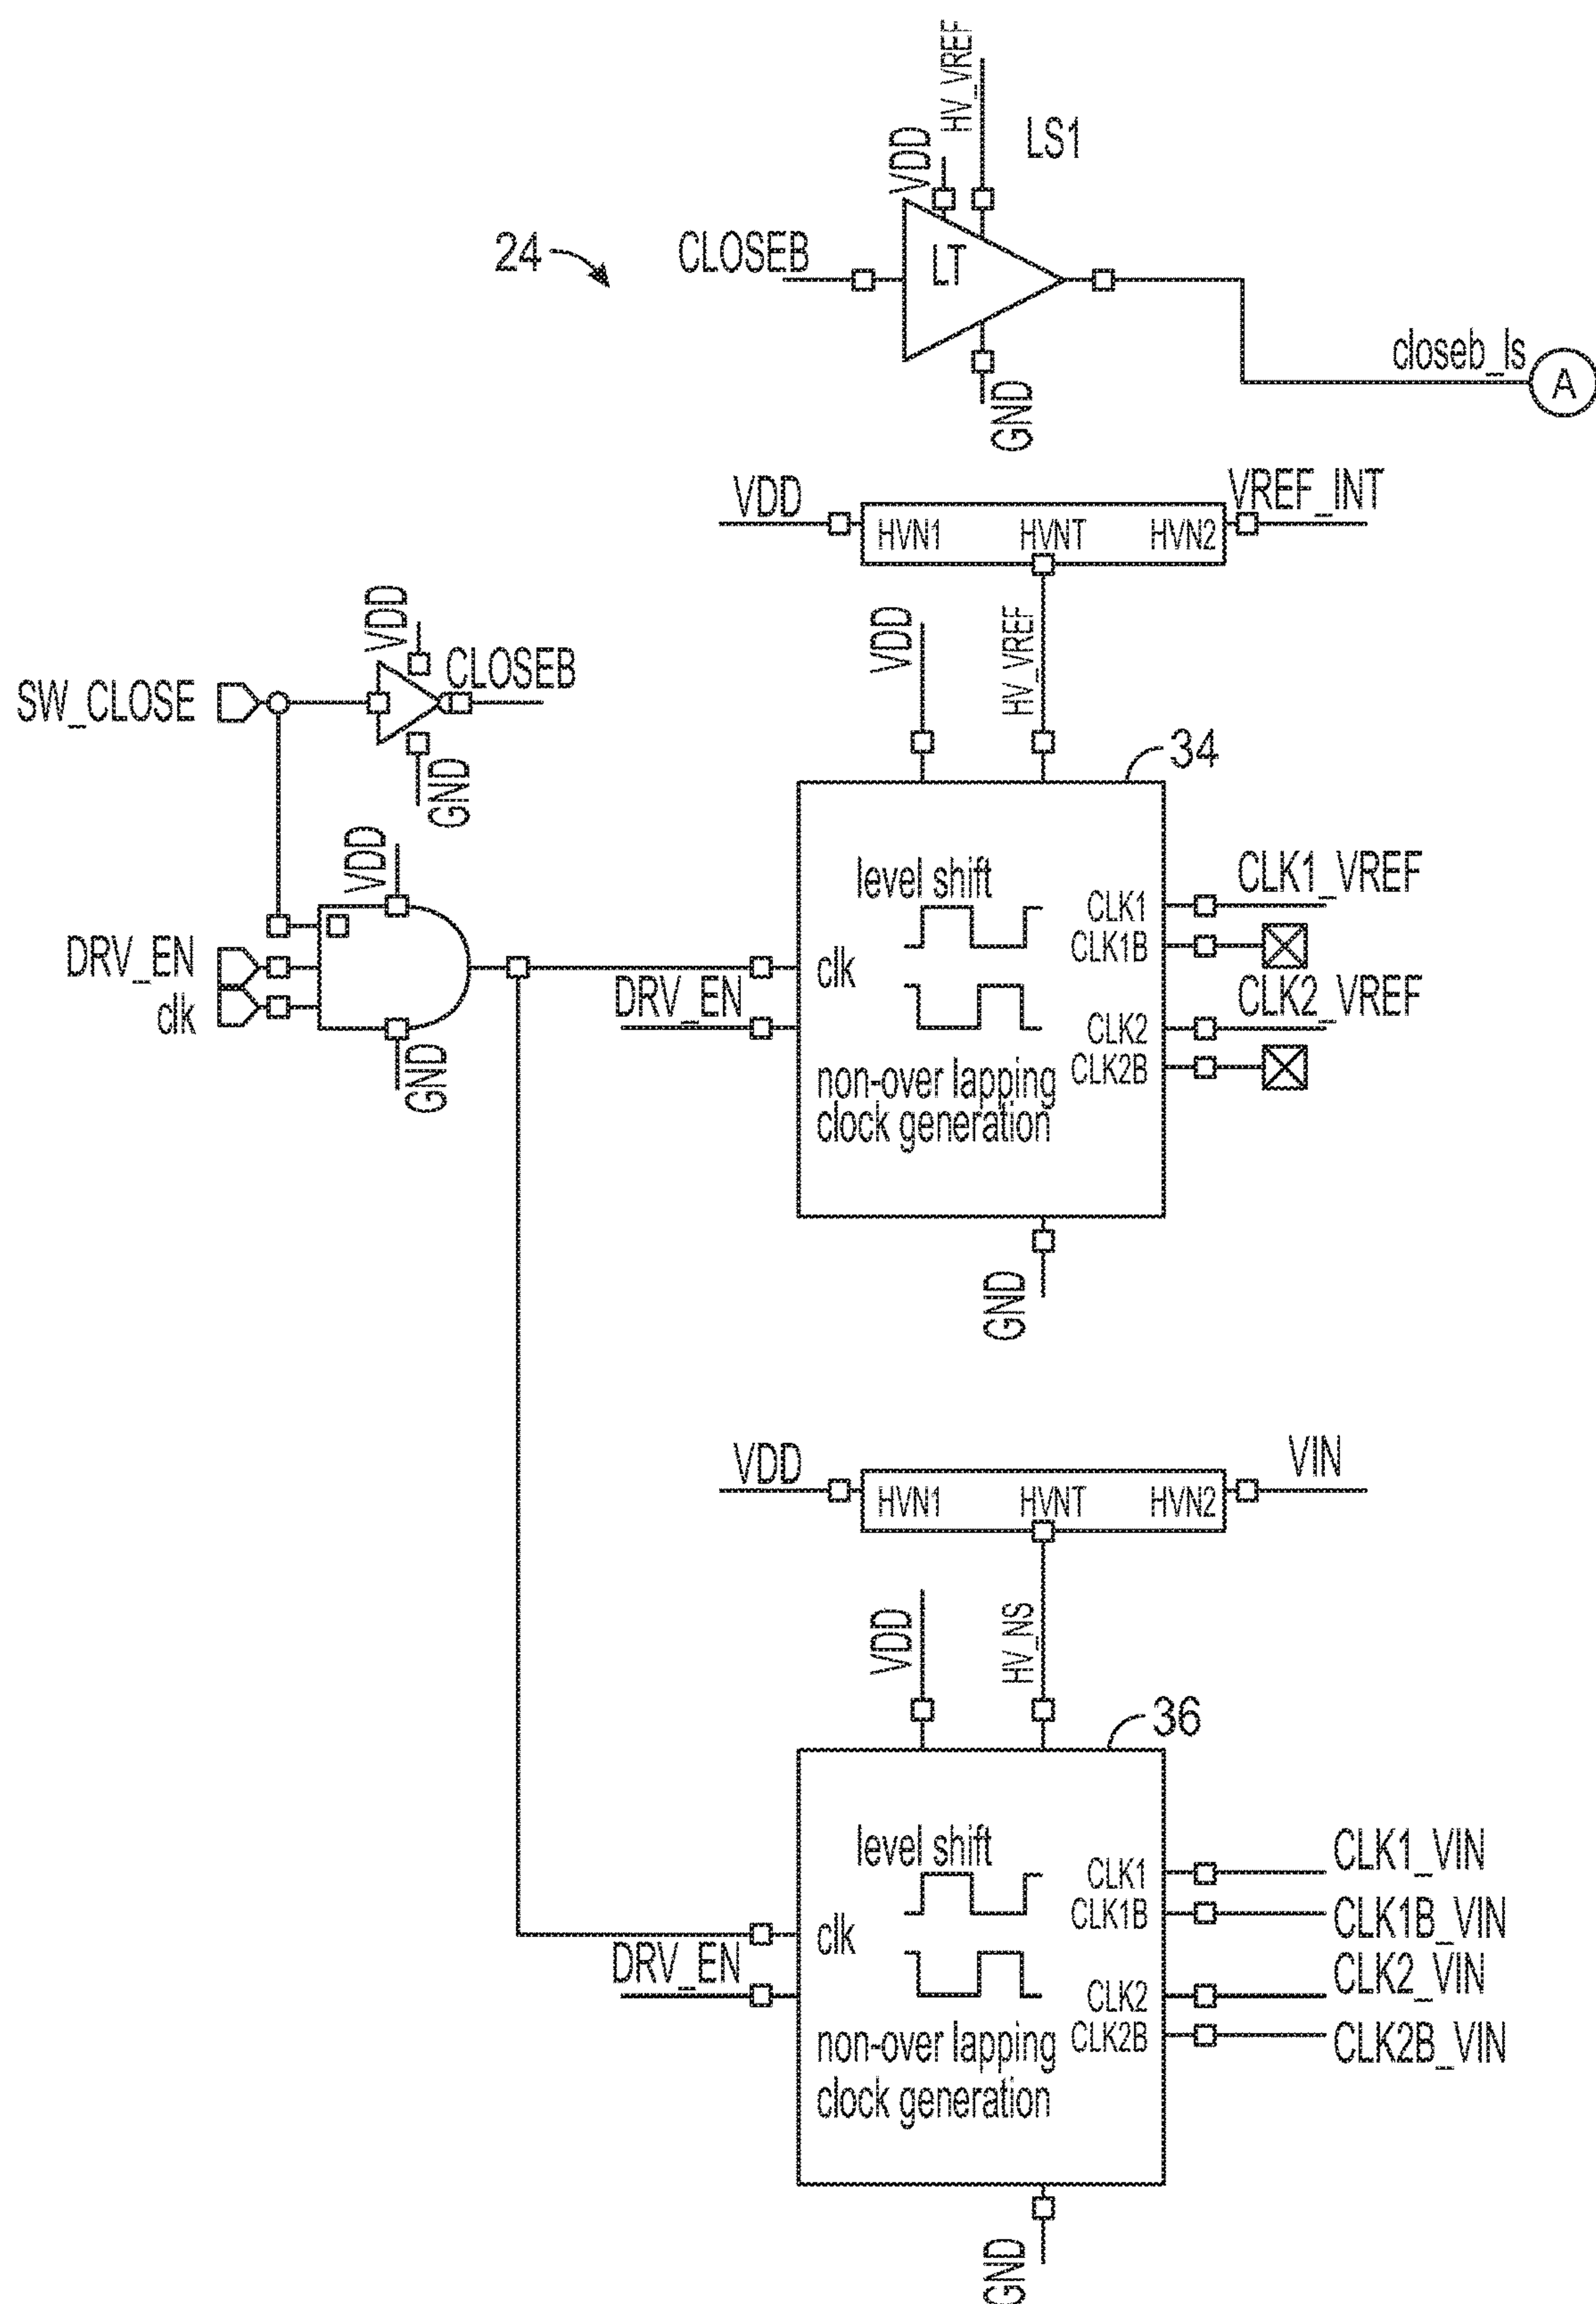 HV_VREF
VDD
LS1
24
CLOSEB
LT
closeb_ls
A
GND
VDD
VREF_INT
HVN1 HVNT HVN2
VDD
VDD
HV_VREF
CLOSEB
SW_CLOSE
GND
34
VDD
level shift
CLK1_VREF
CLK1
CLK1B
DRV_EN
clk
DRV_EN
CLK2_VREF
clk
CLK2
CLK2B
GND
non-over lapping
clock generation
GND
VDD
VIN
HVN1 HVNT HVN2
VDD
HV_NS
36
level shift
CLK1_VIN
CLK1
CLK1B
CLK1B_VIN
clk
DRV_EN
CLK2_VIN
CLK2
CLK2B
CLK2B_VIN
non-over lapping
clock generation
GND